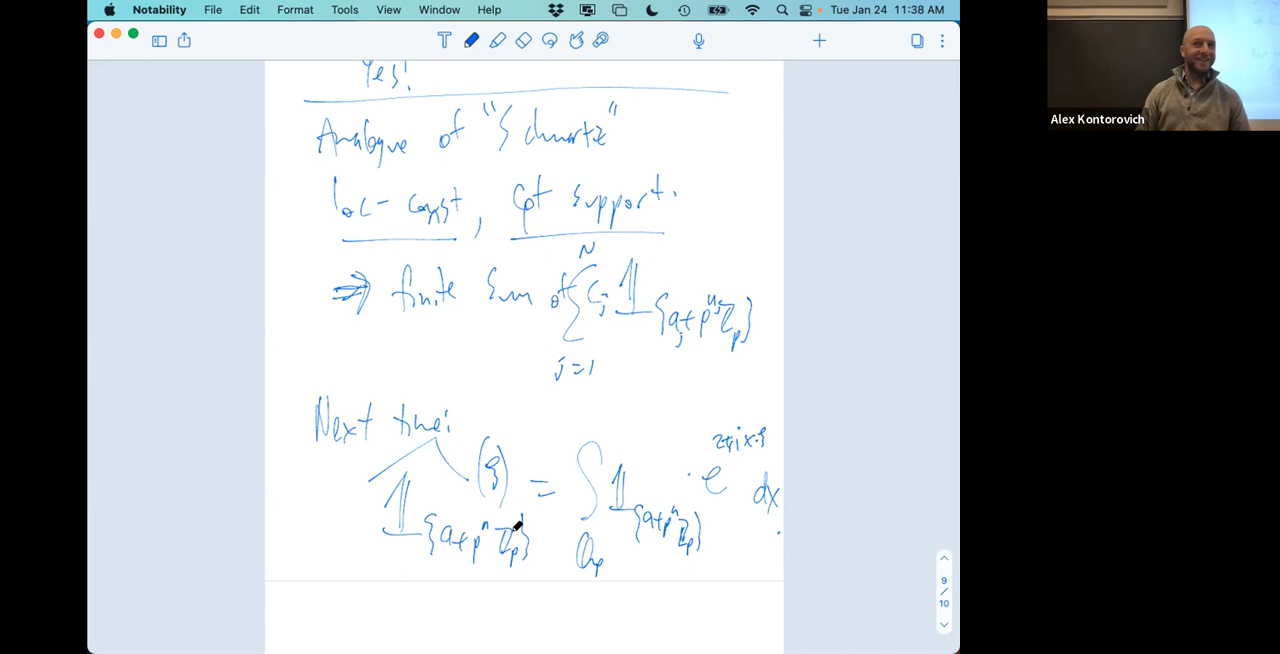 Notability File Edit Format Tools View Window Help Tue Jan 24 11:38 AM
Alex Kontorovich
Yes!
Analogue of "Schwartz"
loc-const, cpt support.
⇒ finite sum of ∑_{j=1}^{N} c_j 𝟙_{{a_j+p^{n_j}ℤ_p}}
Next time:
𝟙^_{{a+p^nℤ_p}}(ξ) = ∫_{ℚ_p} 𝟙_{{a+p^nℤ_p}} · e^{2πix·ξ} dx.
9
/
10